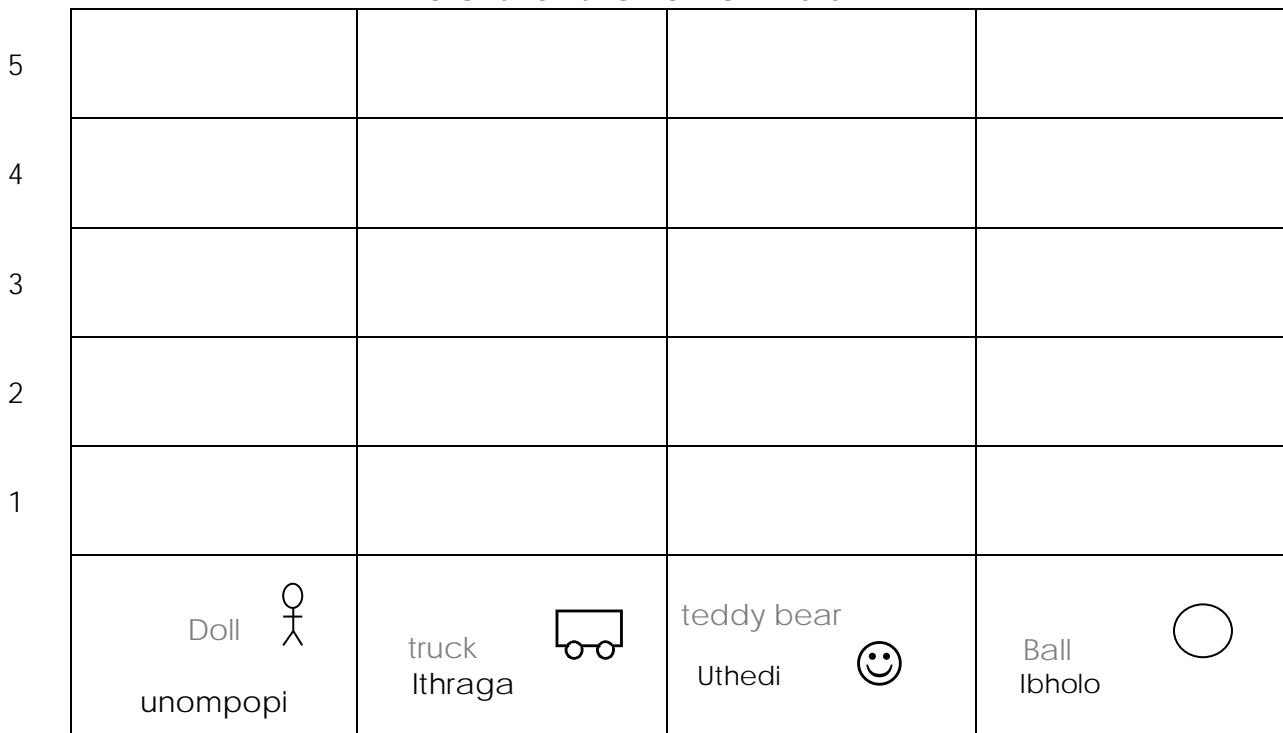 5
4
3
2
1
Doll
unompopi
truck
Ithraga
teddy bear
Uthedi
Ball
Ibholo